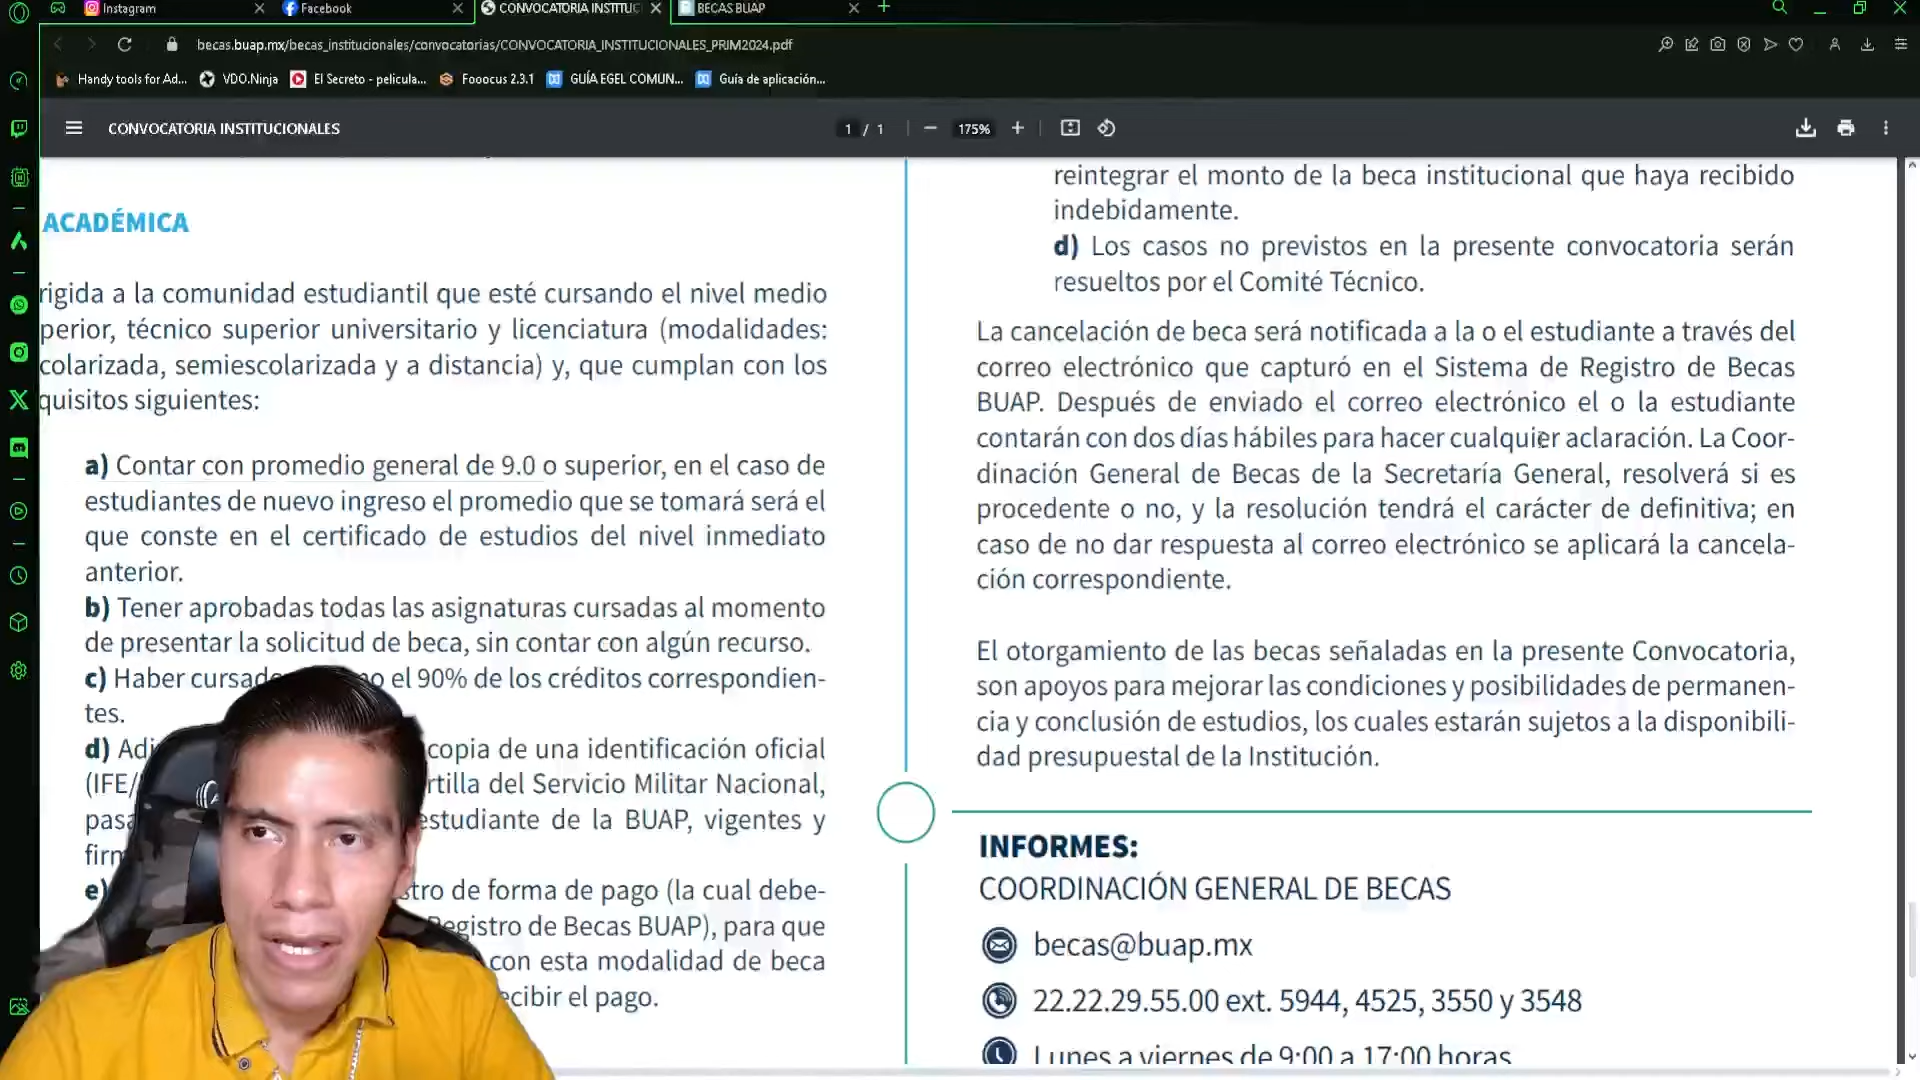 Instagram
Facebook
CONVOCATORIA INSTITUC
BECAS BUAP
becas.buap.mx/becas_institucionales/convocatorias/CONVOCATORIA_INSTITUCIONALES_PRIM2024.pdf
Handy tools for Ad...
VDO.Ninja
El Secreto - pelicula...
Fooocus 2.3.1
GUÍA EGEL COMUN...
Guía de aplicación...
CONVOCATORIA INSTITUCIONALES
1 / 1
175%
ACADÉMICA
rigida a la comunidad estudiantil que esté cursando el nivel medio
perior, técnico superior universitario y licenciatura (modalidades:
colarizada, semiescolarizada y a distancia) y, que cumplan con los
quisitos siguientes:
a) Contar con promedio general de 9.0 o superior, en el caso de
estudiantes de nuevo ingreso el promedio que se tomará será el
que conste en el certificado de estudios del nivel inmediato
anterior.
b) Tener aprobadas todas las asignaturas cursadas al momento
de presentar la solicitud de beca, sin contar con algún recurso.
c) Haber cursad o el 90% de los créditos correspondien-
tes.
d) Adj copia de una identificación oficial
(IFE/ rtilla del Servicio Militar Nacional,
pasa estudiante de la BUAP, vigentes y
firm
e) stro de forma de pago (la cual debe-
Registro de Becas BUAP), para que
con esta modalidad de beca
ecibir el pago.
reintegrar el monto de la beca institucional que haya recibido
indebidamente.
d) Los casos no previstos en la presente convocatoria serán
resueltos por el Comité Técnico.
La cancelación de beca será notificada a la o el estudiante a través del
correo electrónico que capturó en el Sistema de Registro de Becas
BUAP. Después de enviado el correo electrónico el o la estudiante
contarán con dos días hábiles para hacer cualquier aclaración. La Coor-
dinación General de Becas de la Secretaría General, resolverá si es
procedente o no, y la resolución tendrá el carácter de definitiva; en
caso de no dar respuesta al correo electrónico se aplicará la cancela-
ción correspondiente.
El otorgamiento de las becas señaladas en la presente Convocatoria,
son apoyos para mejorar las condiciones y posibilidades de permanen-
cia y conclusión de estudios, los cuales estarán sujetos a la disponibili-
dad presupuestal de la Institución.
INFORMES:
COORDINACIÓN GENERAL DE BECAS
becas@buap.mx
22.22.29.55.00 ext. 5944, 4525, 3550 y 3548
Lunes a viernes de 9:00 a 17:00 horas